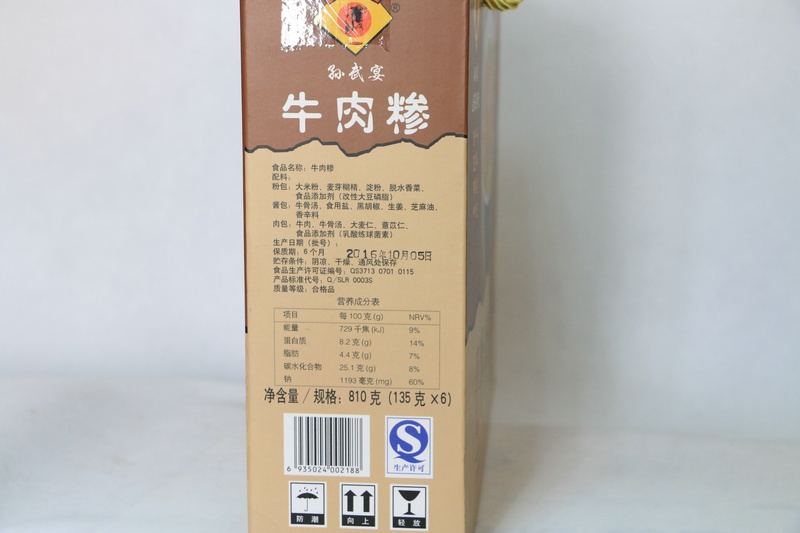 ®
孙武宴
牛肉糁
食品名称：牛肉糁
配料：
粉包：大米粉、麦芽糊精、淀粉、脱水香菜、
食品添加剂（改性大豆磷脂）
酱包：牛骨汤、食用盐、黑胡椒、生姜、芝麻油、
香辛料
肉包：牛肉、牛骨汤、大麦仁、薏苡仁、
食品添加剂（乳酸链球菌素）
生产日期（批号）：
保质期：6个月
2016年10月05日
贮存条件：阴凉、干燥、通风处保存
食品生产许可证编号：QS3713 0701 0115
产品标准代号：Q/SLR 0003S
质量等级：合格品
营养成分表
项目 每100克(g) NRV%
能量 729千焦(kJ) 9%
蛋白质 8.2克(g) 14%
脂肪 4.4克(g) 7%
碳水化合物 25.1克(g) 8%
钠 1193毫克(mg) 60%
净含量/规格：810克（135克×6）
6 935024 002188
生产许可
防潮 向上 轻放